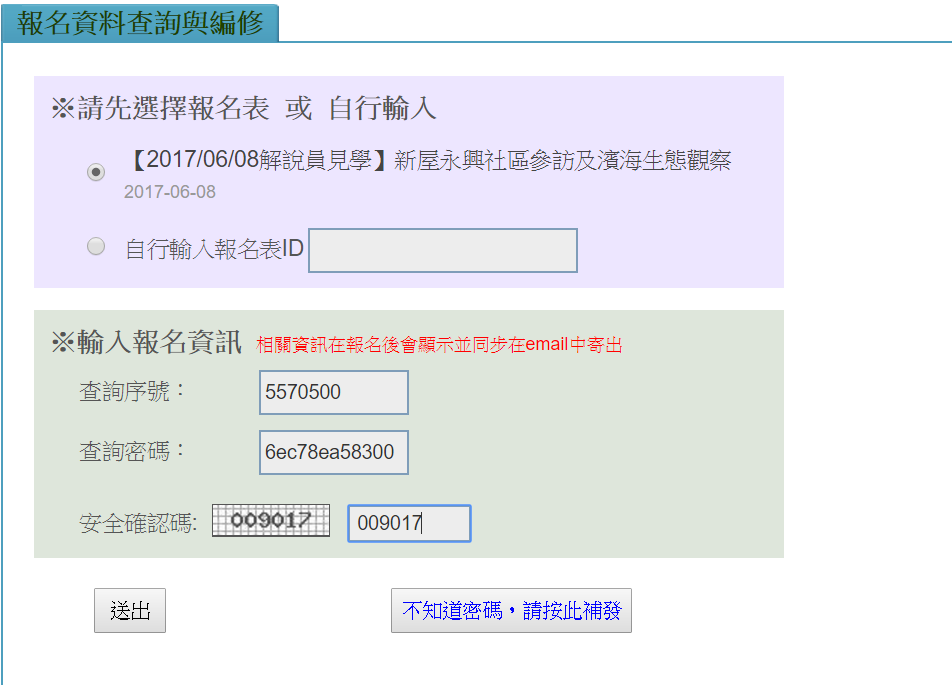 報名資料查詢與編修
※請先選擇報名表 或 自行輸入
【2017/06/08解說員見學】新屋永興社區參訪及濱海生態觀察
2017-06-08
自行輸入報名表ID
※輸入報名資訊 相關資訊在報名後會顯示並同步在email中寄出
查詢序號： 5570500
查詢密碼： 6ec78ea58300
安全確認碼: 009017 009017
送出 不知道密碼，請按此補發